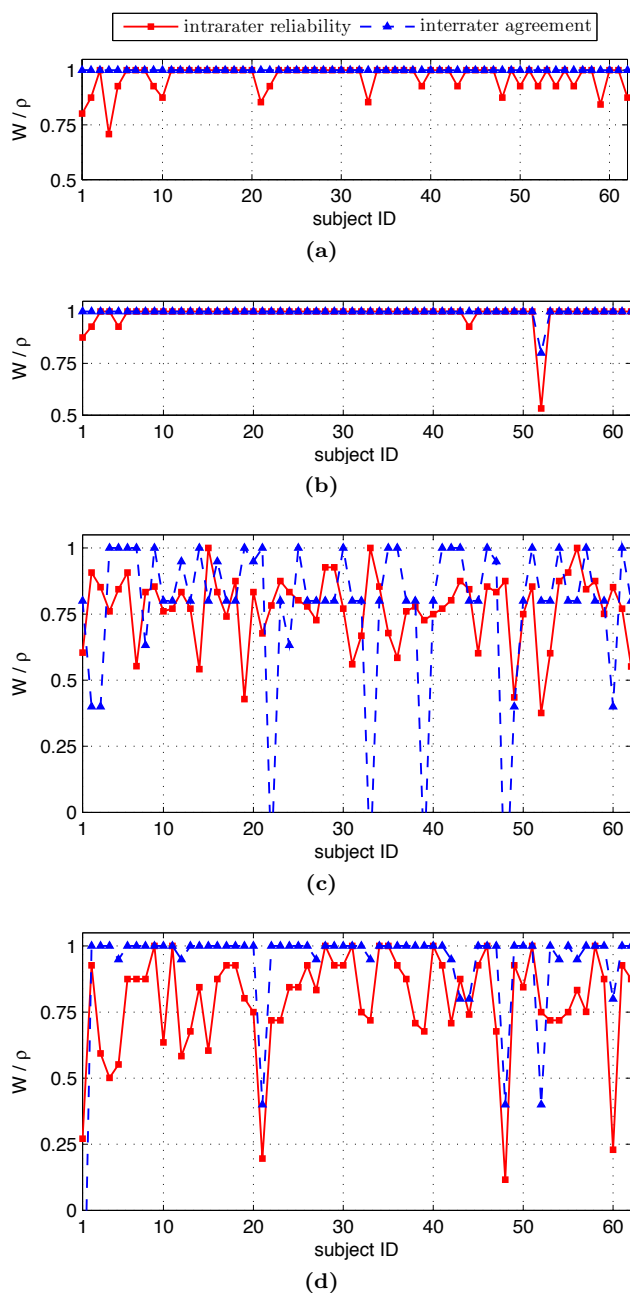 intrarater reliability interrater agreement
1
0.75
0.5
W / ρ
1 10 20 30 40 50 60
subject ID
(a)
1
0.75
0.5
W / ρ
1 10 20 30 40 50 60
subject ID
(b)
1
0.75
0.5
0.25
0
W / ρ
1 10 20 30 40 50 60
subject ID
(c)
1
0.75
0.5
0.25
0
W / ρ
1 10 20 30 40 50 60
subject ID
(d)